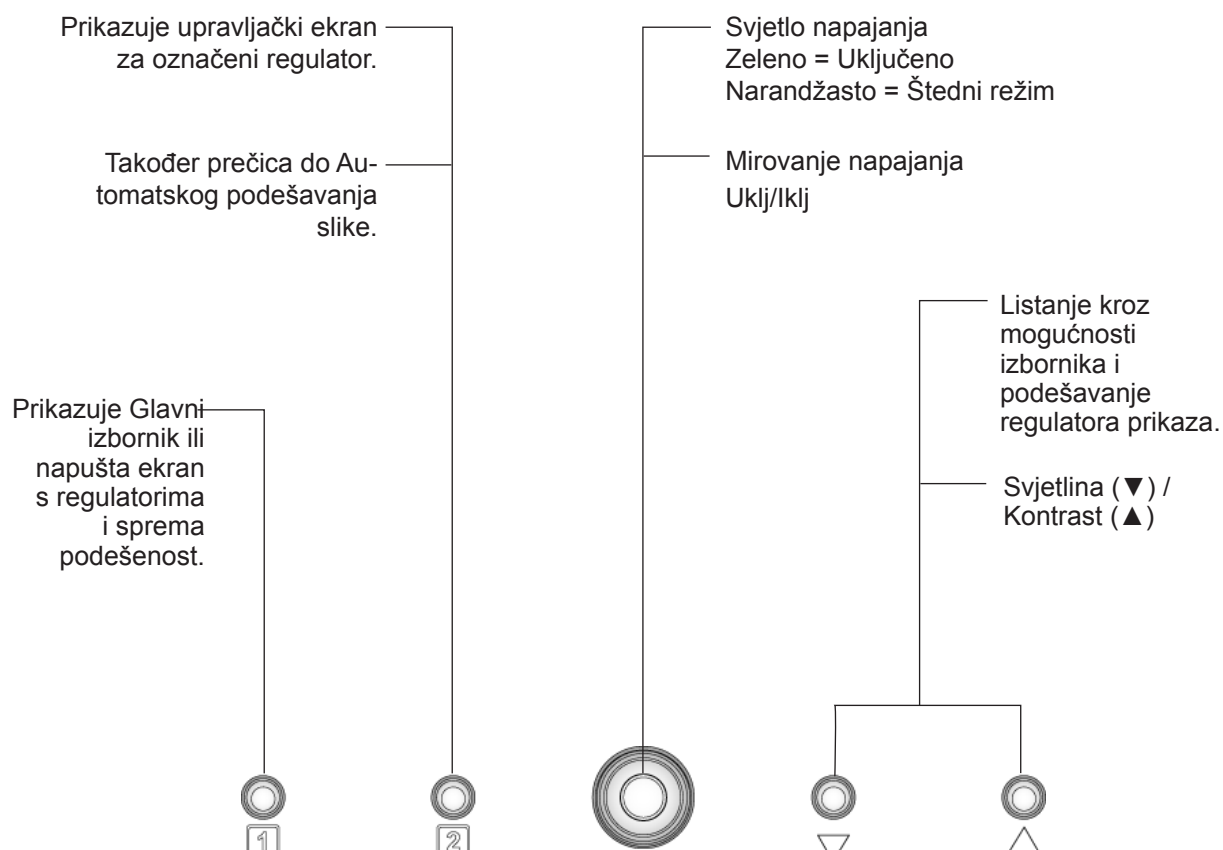 Prikazuje upravljački ekran
za označeni regulator.
Također prečica do Au-
tomatskog podešavanja
slike.
Svjetlo napajanja
Zeleno = Uključeno
Narandžasto = Štedni režim
Mirovanje napajanja
Uklj/Iklj
Listanje kroz
mogućnosti
izbornika i
podešavanje
regulatora prikaza.
Svjetlina (▼) /
Kontrast (▲)
Prikazuje Glavni
izbornik ili
napušta ekran
s regulatorima
i sprema
podešenost.
1
2